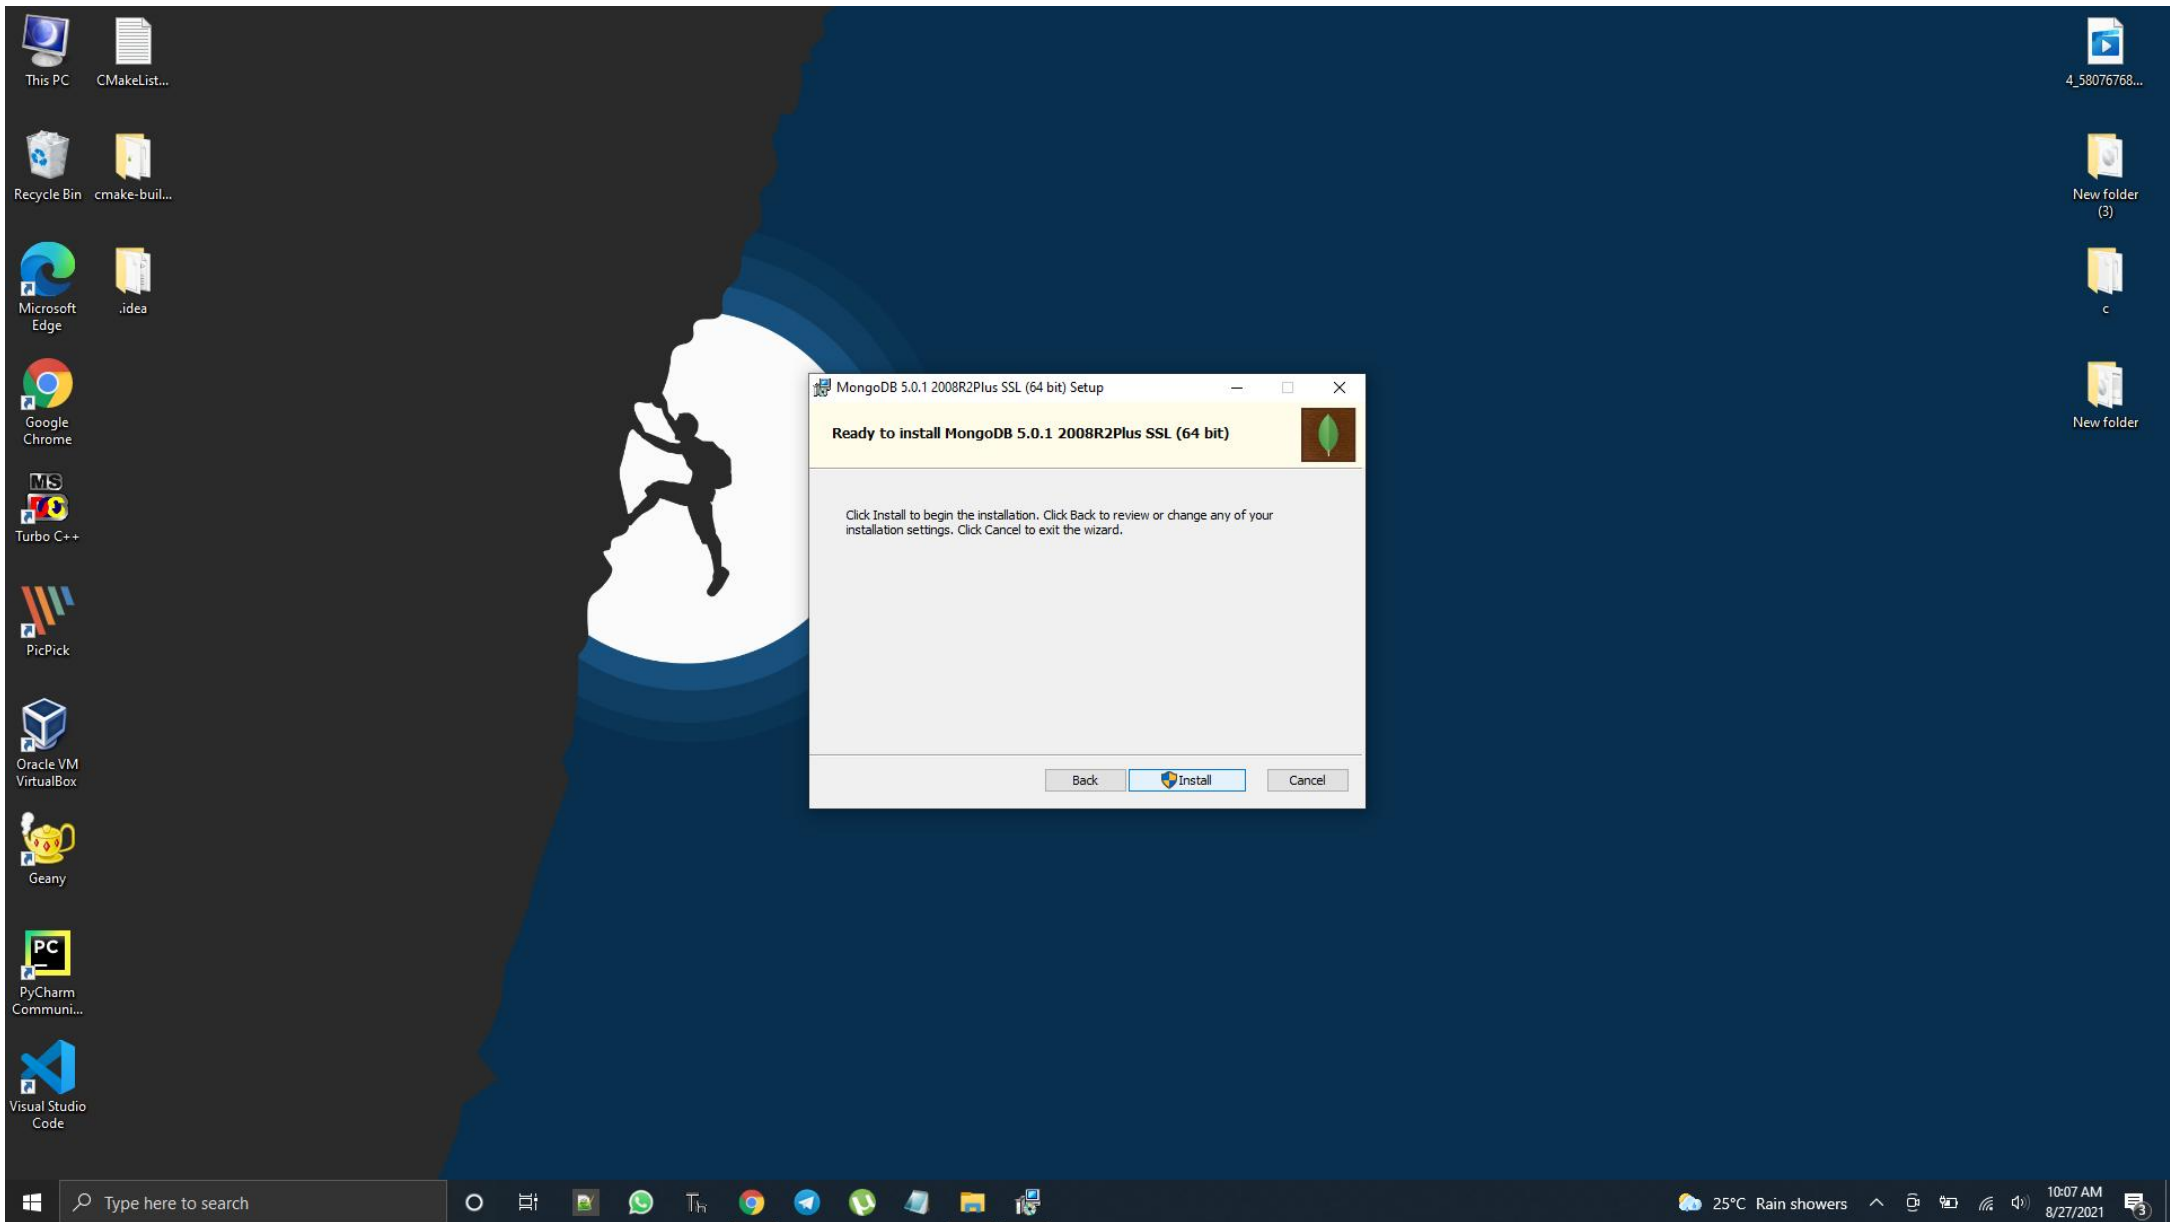 This PC
CMakeList...
Recycle Bin
cmake-buil...
Microsoft
Edge
.idea
Google
Chrome
MS
Turbo C++
PicPick
Oracle VM
VirtualBox
Geany
PC
PyCharm
Communi...
Visual Studio
Code
MongoDB 5.0.1 2008R2Plus SSL (64 bit) Setup
Ready to install MongoDB 5.0.1 2008R2Plus SSL (64 bit)
Click Install to begin the installation. Click Back to review or change any of your
installation settings. Click Cancel to exit the wizard.
Back
Install
Cancel
4_58076768...
New folder
(3)
c
New folder
Type here to search
Th
25°C Rain showers
10:07 AM
8/27/2021
3